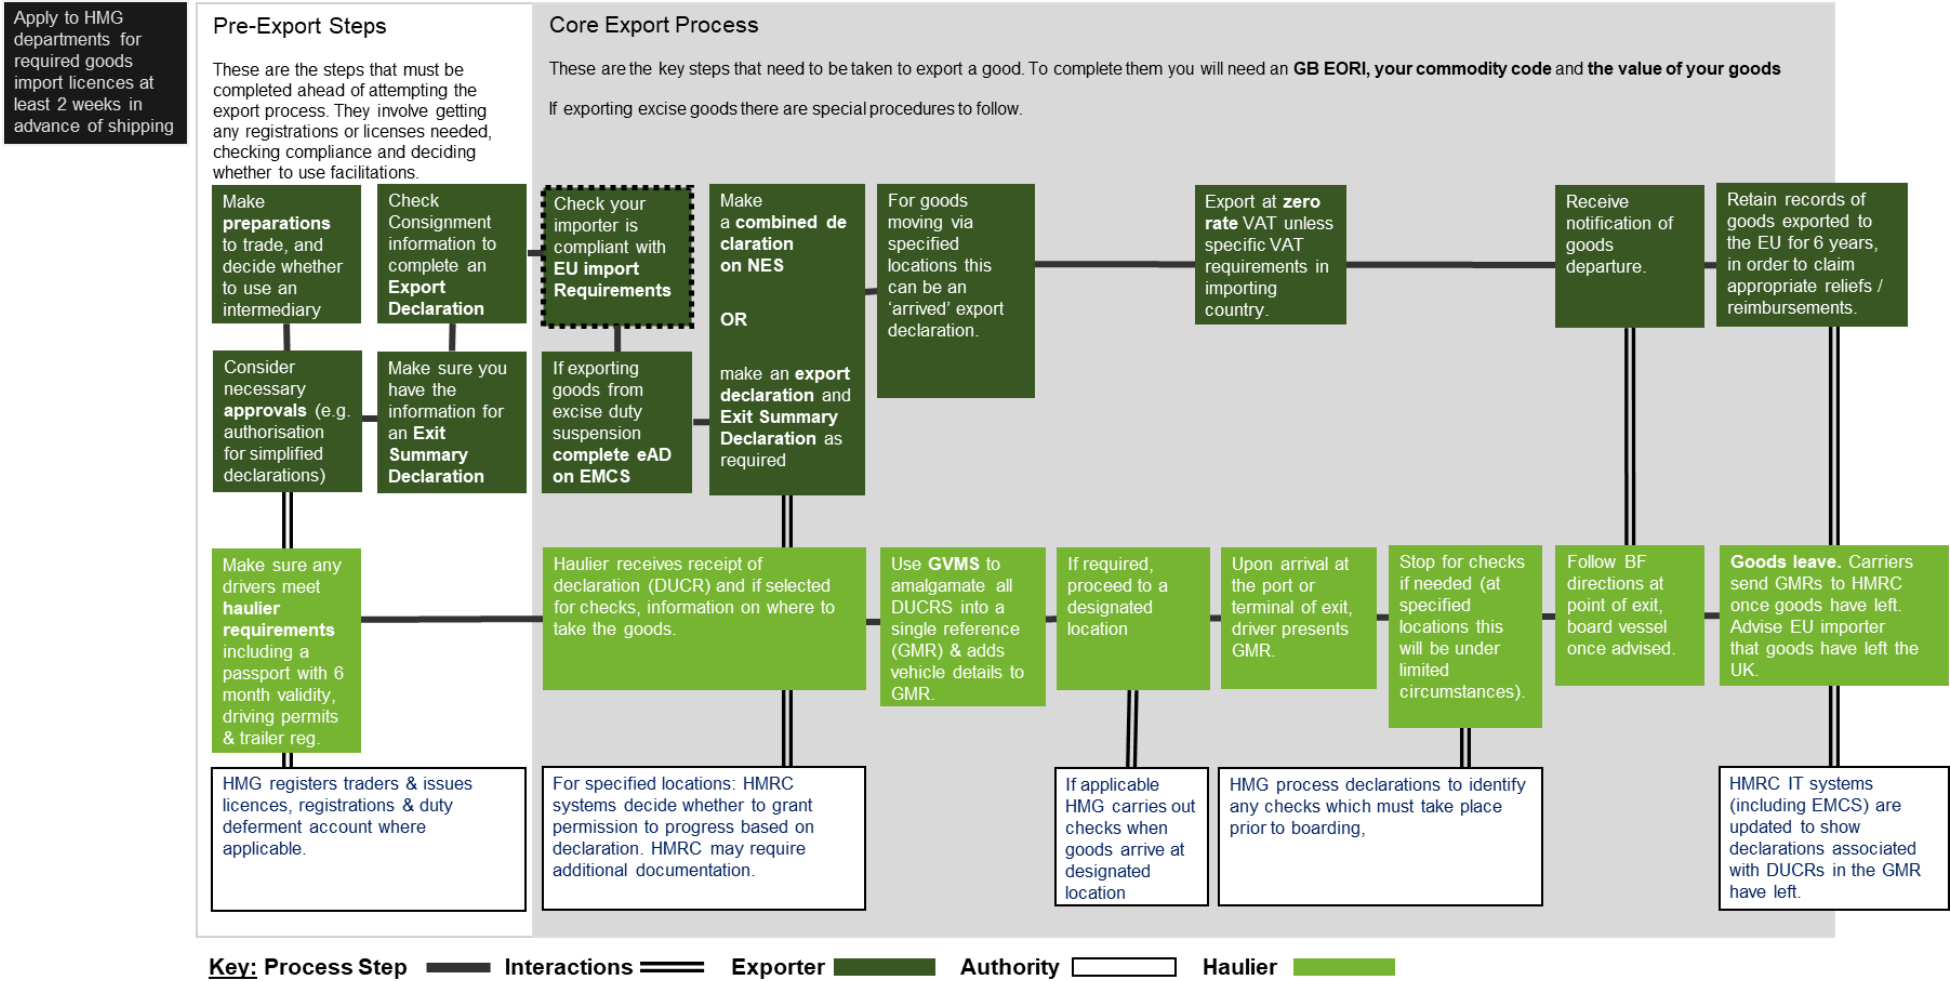 Apply to HMG
departments for
required goods
import licences at
least 2 weeks in
advance of shipping
Pre-Export Steps
These are the steps that must be
completed ahead of attempting the
export process. They involve getting
any registrations or licenses needed,
checking compliance and deciding
whether to use facilitations.
Core Export Process
These are the key steps that need to be taken to export a good. To complete them you will need an GB EORI, your commodity code and the value of your goods
If exporting excise goods there are special procedures to follow.
Make
preparations
to trade, and
decide whether
to use an
intermediary
Check
Consignment
information to
complete an
Export
Declaration
Check your
importer is
compliant with
EU import
Requirements
Make
a combined de
claration
on NES
OR
make an export
declaration and
Exit Summary
Declaration as
required
For goods
moving via
specified
locations this
can be an
‘arrived’ export
declaration.
Export at zero
rate VAT unless
specific VAT
requirements in
importing
country.
Receive
notification of
goods
departure.
Retain records of
goods exported to
the EU for 6 years,
in order to claim
appropriate reliefs /
reimbursements.
Consider
necessary
approvals (e.g.
authorisation
for simplified
declarations)
Make sure you
have the
information for
an Exit
Summary
Declaration
If exporting
goods from
excise duty
suspension
complete eAD
on EMCS
Make sure any
drivers meet
haulier
requirements
including a
passport with 6
month validity,
driving permits
& trailer reg.
Haulier receives receipt of
declaration (DUCR) and if selected
for checks, information on where to
take the goods.
Use GVMS to
amalgamate all
DUCRS into a
single reference
(GMR) & adds
vehicle details to
GMR.
If required,
proceed to a
designated
location
Upon arrival at
the port or
terminal of exit,
driver presents
GMR.
Stop for checks
if needed (at
specified
locations this
will be under
limited
circumstances).
Follow BF
directions at
point of exit,
board vessel
once advised.
Goods leave. Carriers
send GMRs to HMRC
once goods have left.
Advise EU importer
that goods have left the
UK.
HMG registers traders & issues
licences, registrations & duty
deferment account where
applicable.
For specified locations: HMRC
systems decide whether to grant
permission to progress based on
declaration. HMRC may require
additional documentation.
If applicable
HMG carries out
checks when
goods arrive at
designated
location
HMG process declarations to identify
any checks which must take place
prior to boarding,
HMRC IT systems
(including EMCS) are
updated to show
declarations associated
with DUCRs in the GMR
have left.
Key: Process Step Interactions Exporter Authority Haulier